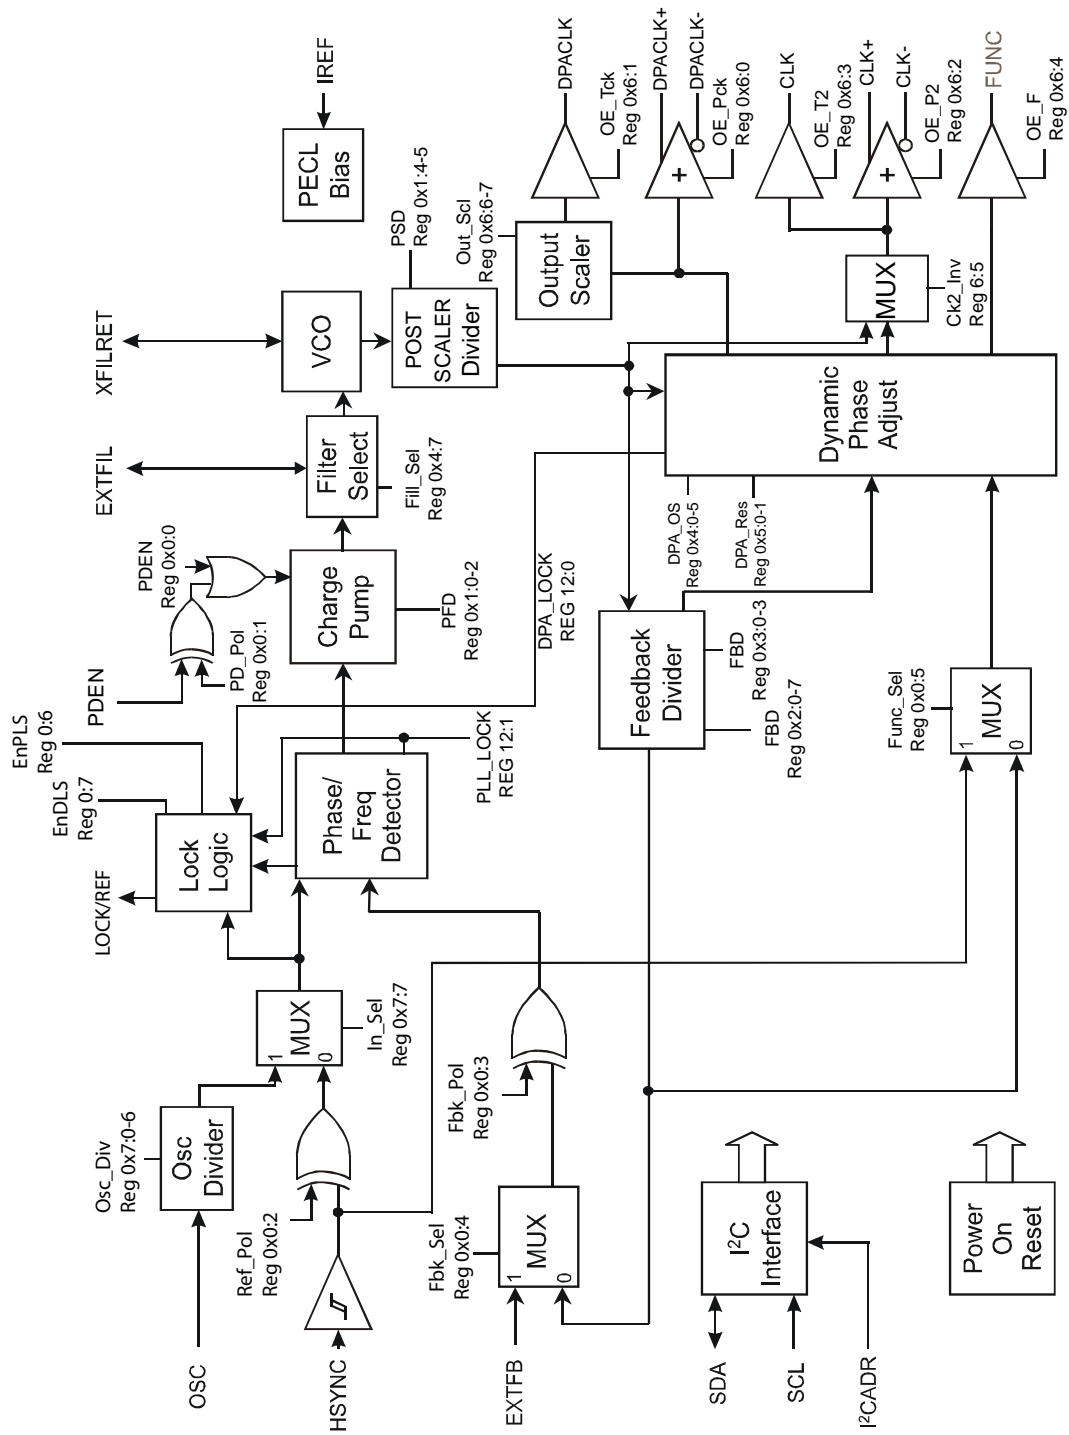 OSC
Osc_Div
Reg 0x7:0-6
Osc
Divider
HSYNC
Ref_Pol
Reg 0x0:2
1
0
MUX
In_Sel
Reg 0x7:7
LOCK/REF
EnDLS
Reg 0:7
EnPLS
Reg 0:6
Lock
Logic
Phase/
Freq
Detector
PLL_LOCK
REG 12:1
PDEN
PD_Pol
Reg 0x0:1
PDEN
Reg 0x0:0
Charge
Pump
PFD
Reg 0x1:0-2
DPA_LOCK
REG 12:0
EXTFIL
Filter
Select
Fill_Sel
Reg 0x4:7
XFILRET
VCO
POST
SCALER
Divider
PSD
Reg 0x1:4-5
PECL
Bias
IREF
Out_Scl
Reg 0x6:6-7
Output
Scaler
DPACLK
OE_Tck
Reg 0x6:1
DPACLK+
+
DPACLK-
OE_Pck
Reg 0x6:0
CLK
OE_T2
Reg 0x6:3
CLK+
+
CLK-
OE_P2
Reg 0x6:2
FUNC
OE_F
Reg 0x6:4
MUX
Ck2_Inv
Reg 6:5
Dynamic
Phase
Adjust
DPA_OS
Reg 0x4:0-5
DPA_Res
Reg 0x5:0-1
Feedback
Divider
FBD
Reg 0x3:0-3
FBD
Reg 0x2:0-7
Func_Sel
Reg 0x0:5
1
0
MUX
EXTFB
Fbk_Sel
Reg 0x0:4
1
0
MUX
Fbk_Pol
Reg 0x0:3
SDA
SCL
I²CADR
I²C
Interface
Power
On
Reset